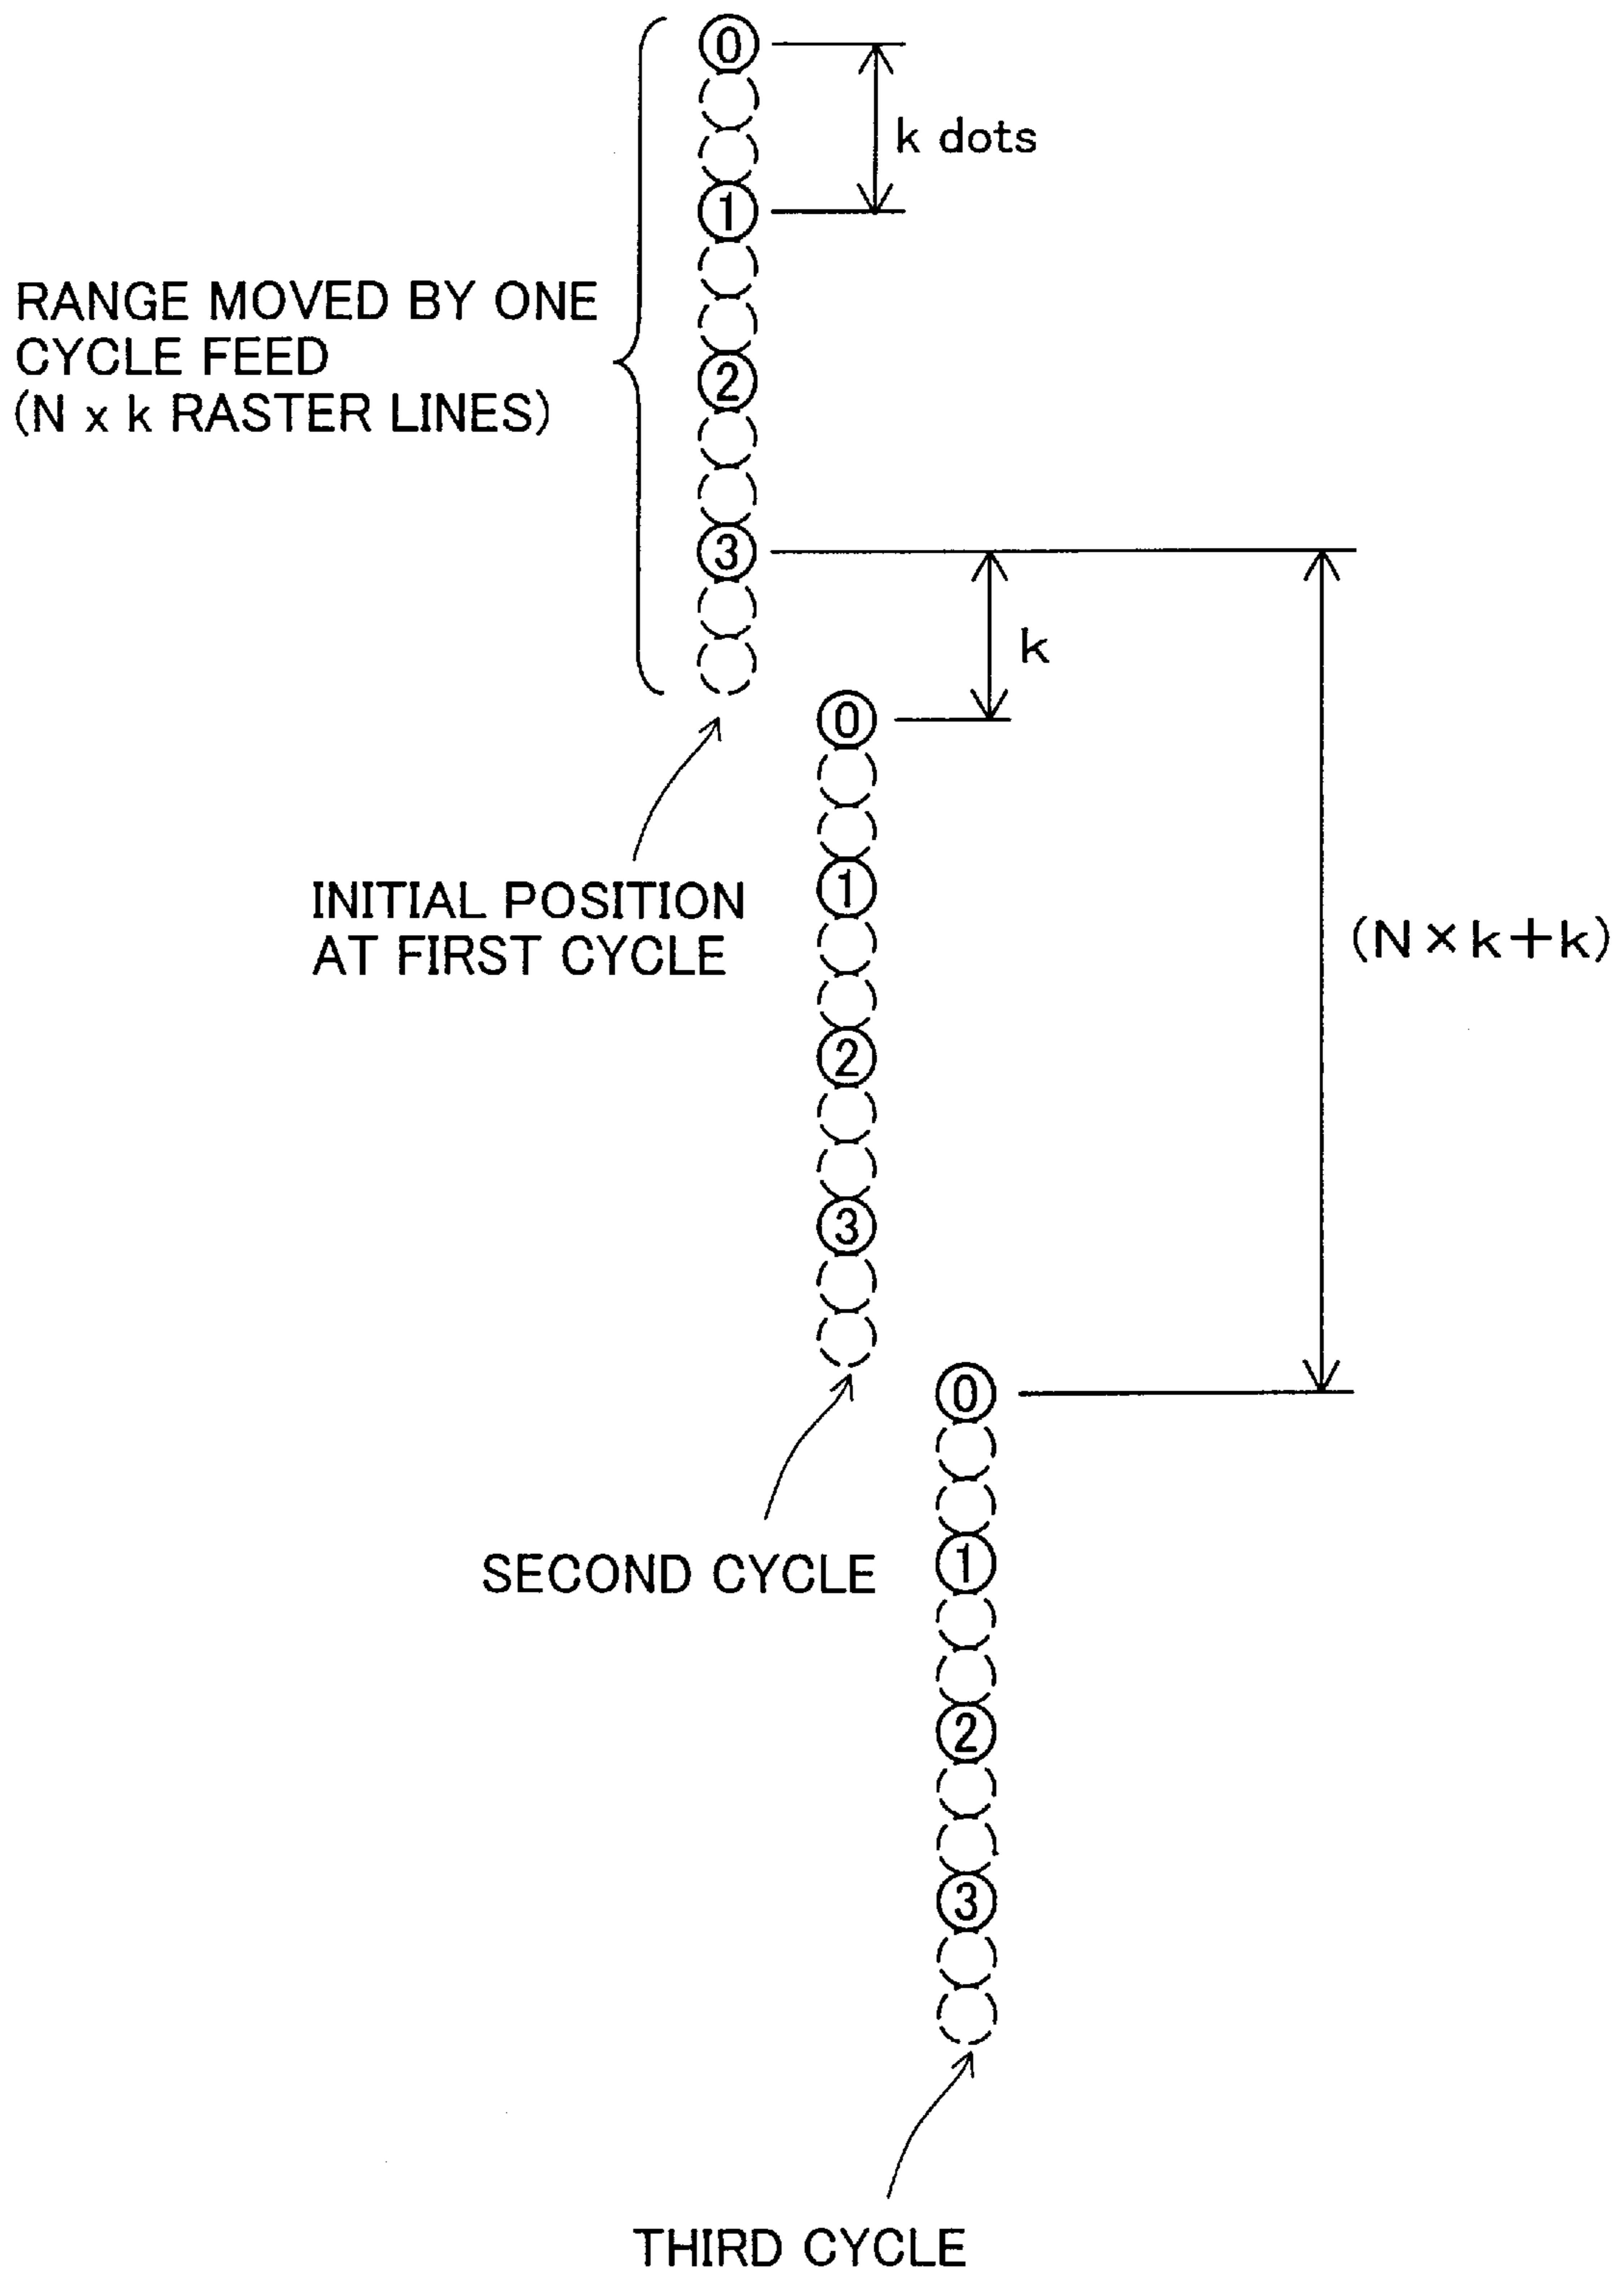 0
k dots
1
RANGE MOVED BY ONE
CYCLE FEED
(N x k RASTER LINES)
2
3
k
0
INITIAL POSITION
AT FIRST CYCLE
1
(N×k+k)
2
3
0
SECOND CYCLE
1
2
3
THIRD CYCLE